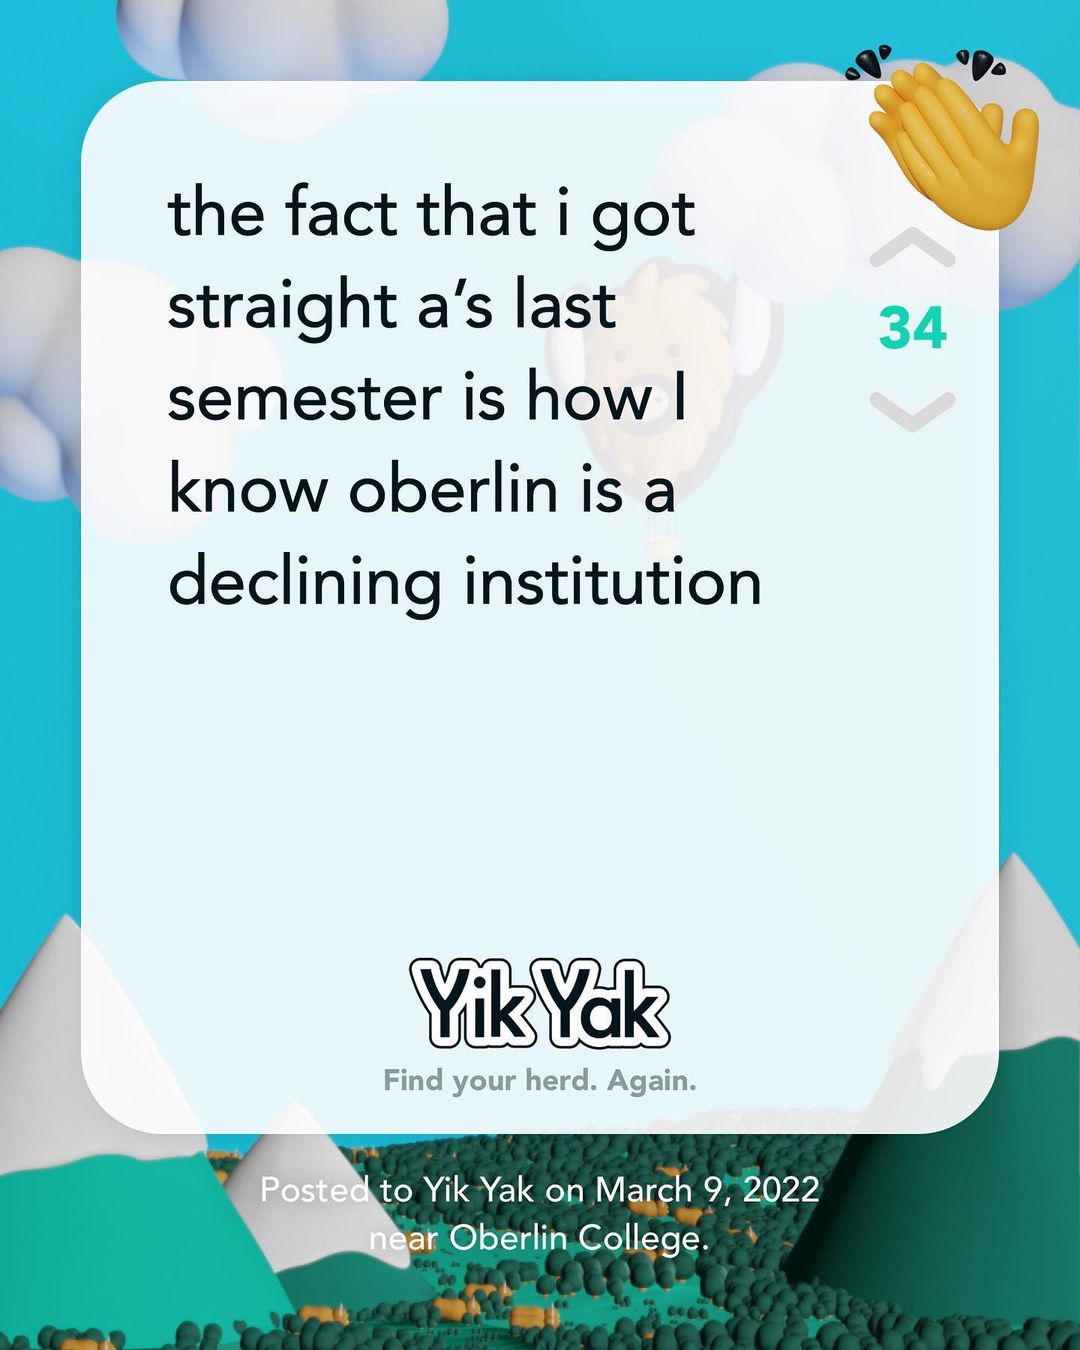 the fact that i got
straight a's last
semester is how I
know oberlin is a
declining institution
34
Yik Yak
Find your herd. Again.
Posted to Yik Yak on March 9, 2022
near Oberlin College.